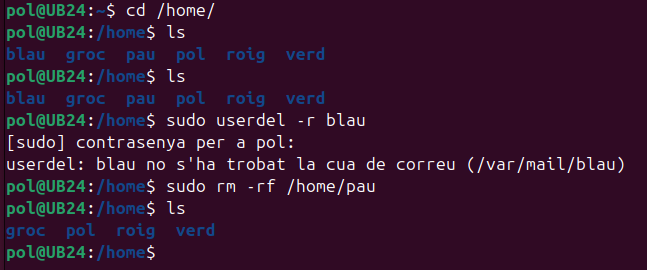 pol@UB24:~$ cd /home/
pol@UB24:/home$ ls
blau  groc  pau  pol  roig  verd
pol@UB24:/home$ ls
blau  groc  pau  pol  roig  verd
pol@UB24:/home$ sudo userdel -r blau
[sudo] contrasenya per a pol:
userdel: blau no s'ha trobat la cua de correu (/var/mail/blau)
pol@UB24:/home$ sudo rm -rf /home/pau
pol@UB24:/home$ ls
groc  pol  roig  verd
pol@UB24:/home$